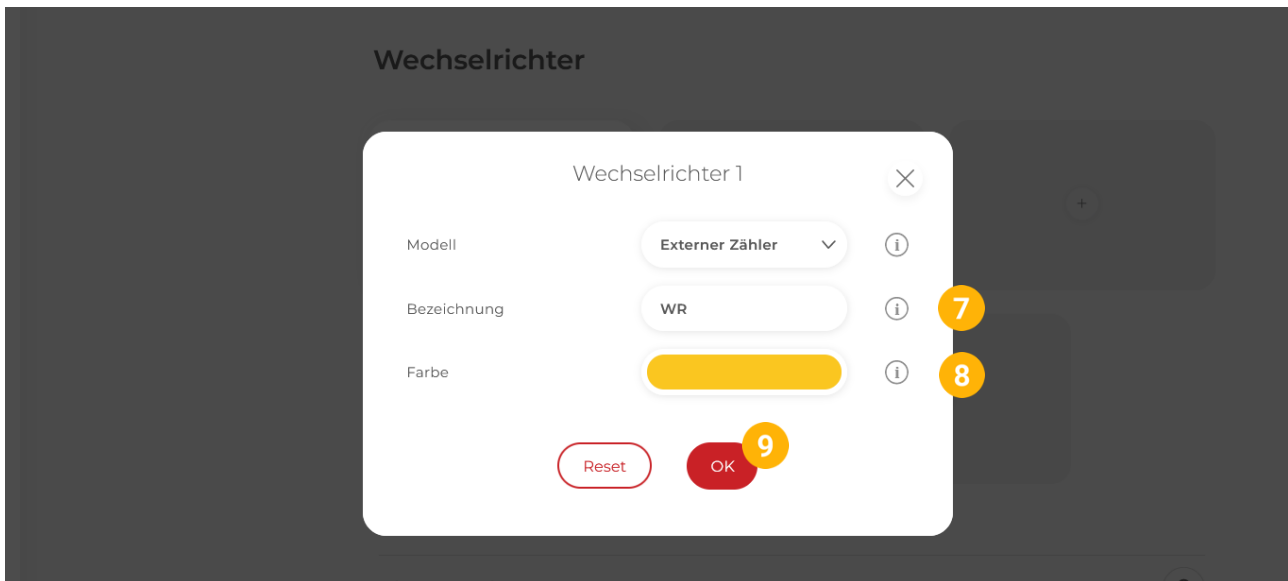 Wechselrichter
Wechselrichter 1
Modell Externer Zähler
Bezeichnung WR 7
Farbe 8
Reset OK 9